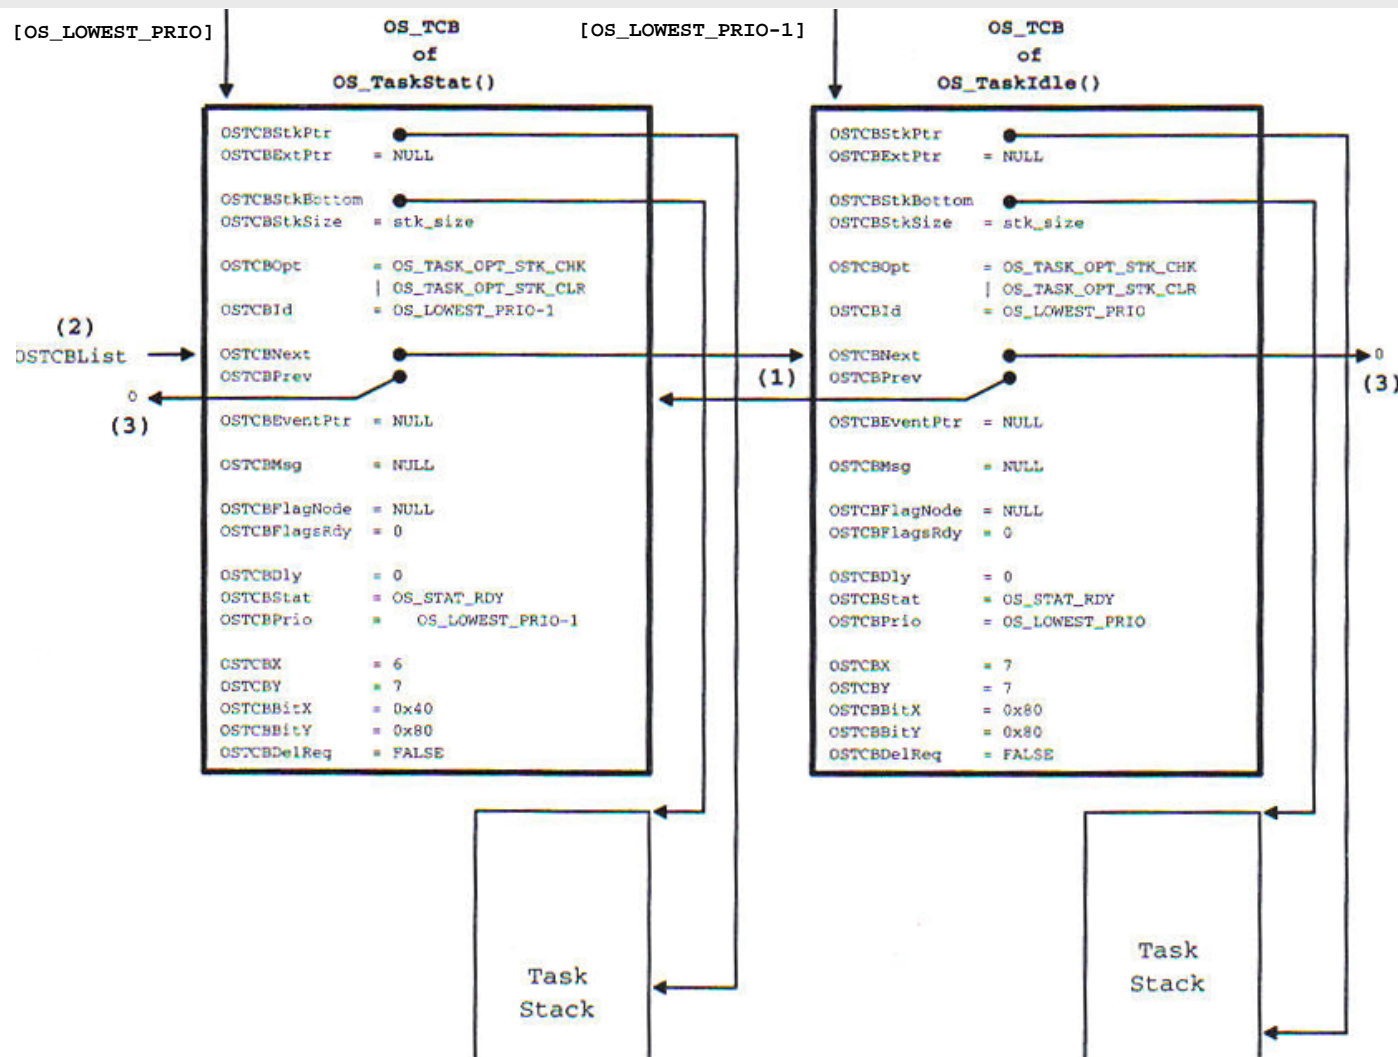 [OS_LOWEST_PRIO]
OS_TCB
of
OS_TaskStat()
[OS_LOWEST_PRIO-1]
OS_TCB
of
OS_TaskIdle()
OSTCBStkPtr
OSTCBExtPtr = NULL
OSTCBStkBottom
OSTCBStkSize = stk_size
OSTCBOpt = OS_TASK_OPT_STK_CHK
| OS_TASK_OPT_STK_CLR
OSTCBId = OS_LOWEST_PRIO-1
(2)
OSTCBList
OSTCBNext
OSTCBPrev
0
(3)
OSTCBEventPtr = NULL
OSTCBMsg = NULL
OSTCBFlagNode = NULL
OSTCBFlagsRdy = 0
OSTCBDly = 0
OSTCBStat = OS_STAT_RDY
OSTCBPrio = OS_LOWEST_PRIO-1
OSTCBX = 6
OSTCBY = 7
OSTCBBitX = 0x40
OSTCBBitY = 0x80
OSTCBDelReq = FALSE
Task
Stack
(1)
OSTCBStkPtr
OSTCBExtPtr = NULL
OSTCBStkBottom
OSTCBStkSize = stk_size
OSTCBOpt = OS_TASK_OPT_STK_CHK
| OS_TASK_OPT_STK_CLR
OSTCBId = OS_LOWEST_PRIO
OSTCBNext
OSTCBPrev
0
(3)
OSTCBEventPtr = NULL
OSTCBMsg = NULL
OSTCBFlagNode = NULL
OSTCBFlagsRdy = 0
OSTCBDly = 0
OSTCBStat = OS_STAT_RDY
OSTCBPrio = OS_LOWEST_PRIO
OSTCBX = 7
OSTCBY = 7
OSTCBBitX = 0x80
OSTCBBitY = 0x80
OSTCBDelReq = FALSE
Task
Stack